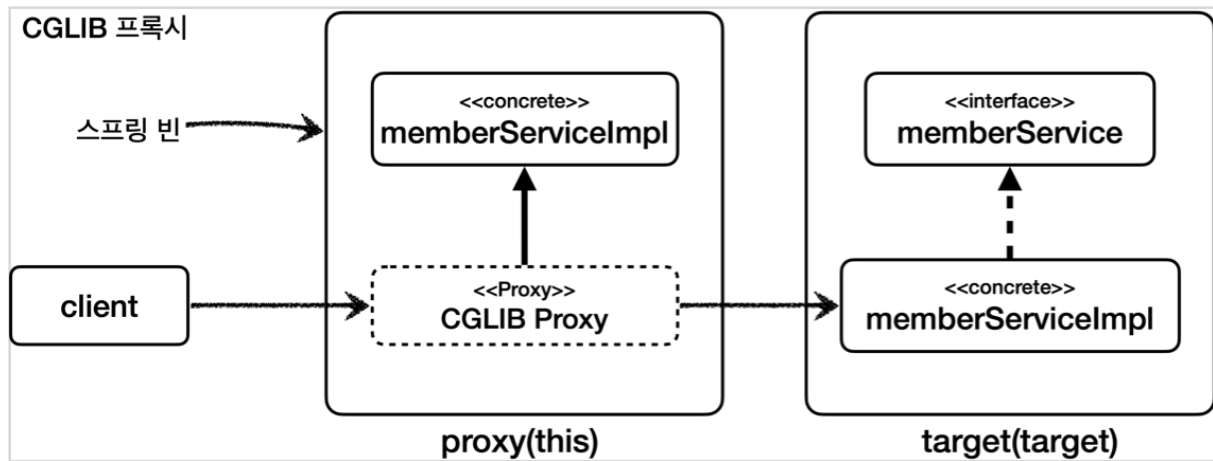 CGLIB 프록시
스프링 빈
<<concrete>>
memberServiceImpl
<<interface>>
memberService
client
<<Proxy>>
CGLIB Proxy
<<concrete>>
memberServiceImpl
proxy(this)
target(target)